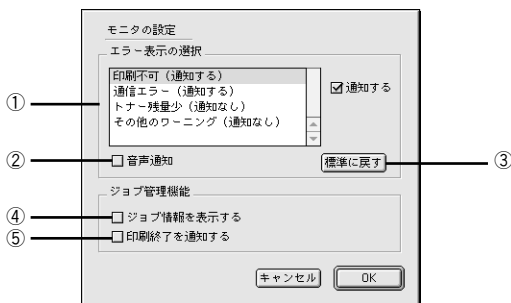 モニタの設定
エラー表示の選択
印刷不可（通知する）
通信エラー（通知する）
トナー残量少（通知なし）
その他のワーニング（通知なし）
通知する
①
②
音声通知
標準に戻す
③
ジョブ管理機能
④
ジョブ情報を表示する
⑤
印刷終了を通知する
キャンセル
OK